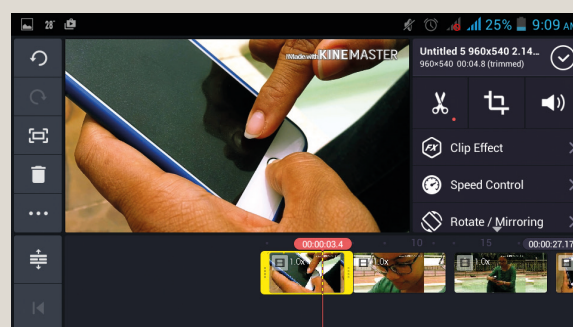 28°
25%
9:09 AM
Made with KINEMASTER
Untitled 5 960x540 2.14...
960×540 00:04.8 (trimmed)
FX Clip Effect
Speed Control
Rotate / Mirroring
00:00:03.4
10
15
00:00:27.17
1.0x
1.0x
1.0x